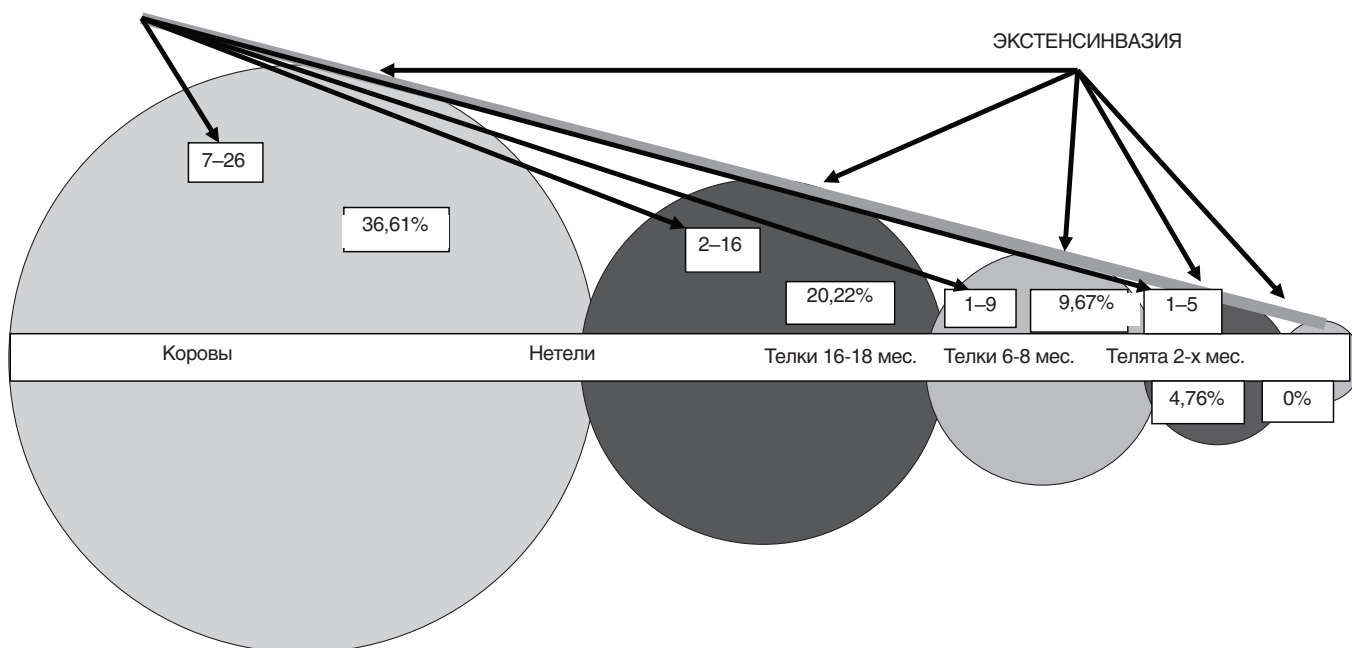 ЭКСТЕНСИНВАЗИЯ
7–26
36,61%
2–16
20,22%
1–9
9,67%
1–5
Коровы
Нетели
Телки 16-18 мес.
Телки 6-8 мес.
Телята 2-х мес.
4,76%
0%